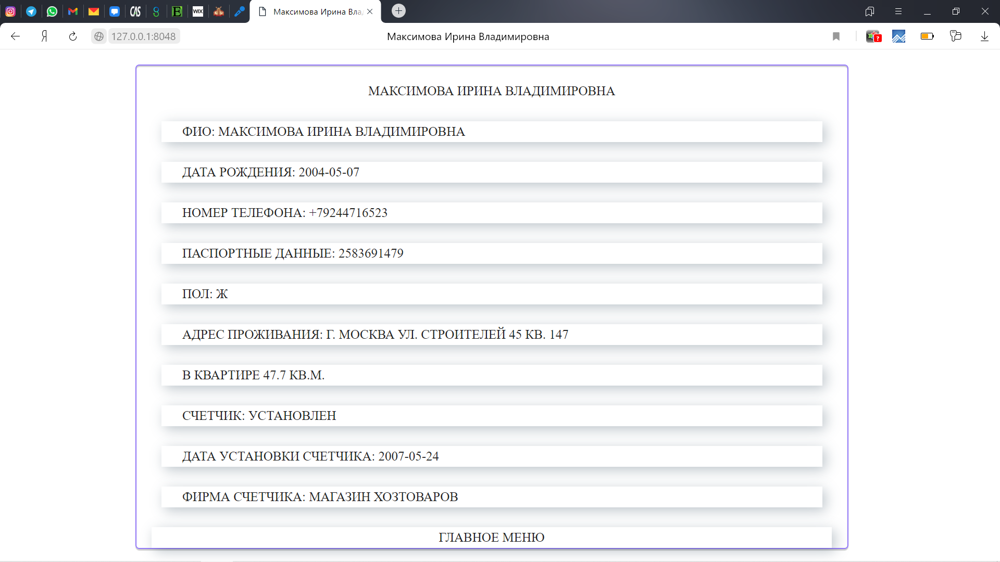 CAS
WIX
Максимова Ирина Вла
127.0.0.1:8048
Максимова Ирина Владимировна
МАКСИМОВА ИРИНА ВЛАДИМИРОВНА
ФИО: МАКСИМОВА ИРИНА ВЛАДИМИРОВНА
ДАТА РОЖДЕНИЯ: 2004-05-07
НОМЕР ТЕЛЕФОНА: +79244716523
ПАСПОРТНЫЕ ДАННЫЕ: 2583691479
ПОЛ: Ж
АДРЕС ПРОЖИВАНИЯ: Г. МОСКВА УЛ. СТРОИТЕЛЕЙ 45 КВ. 147
В КВАРТИРЕ 47.7 КВ.М.
СЧЕТЧИК: УСТАНОВЛЕН
ДАТА УСТАНОВКИ СЧЕТЧИКА: 2007-05-24
ФИРМА СЧЕТЧИКА: МАГАЗИН ХОЗТОВАРОВ
ГЛАВНОЕ МЕНЮ